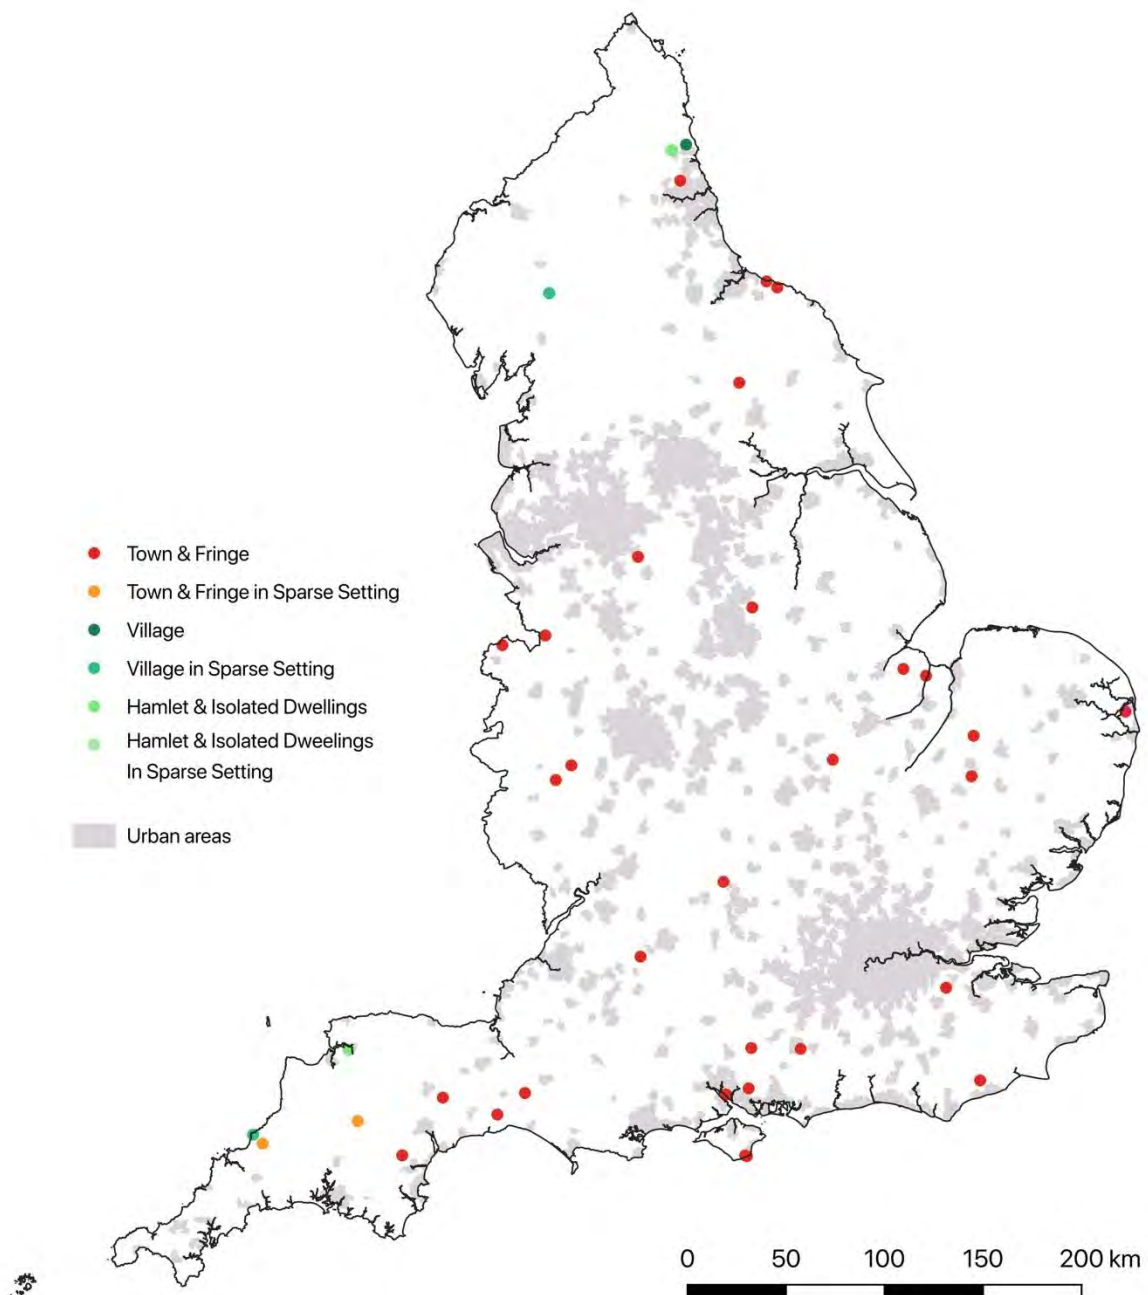 Town & Fringe
Town & Fringe in Sparse Setting
Village
Village in Sparse Setting
Hamlet & Isolated Dwellings
Hamlet & Isolated Dweelings
In Sparse Setting
Urban areas
0 50 100 150 200 km